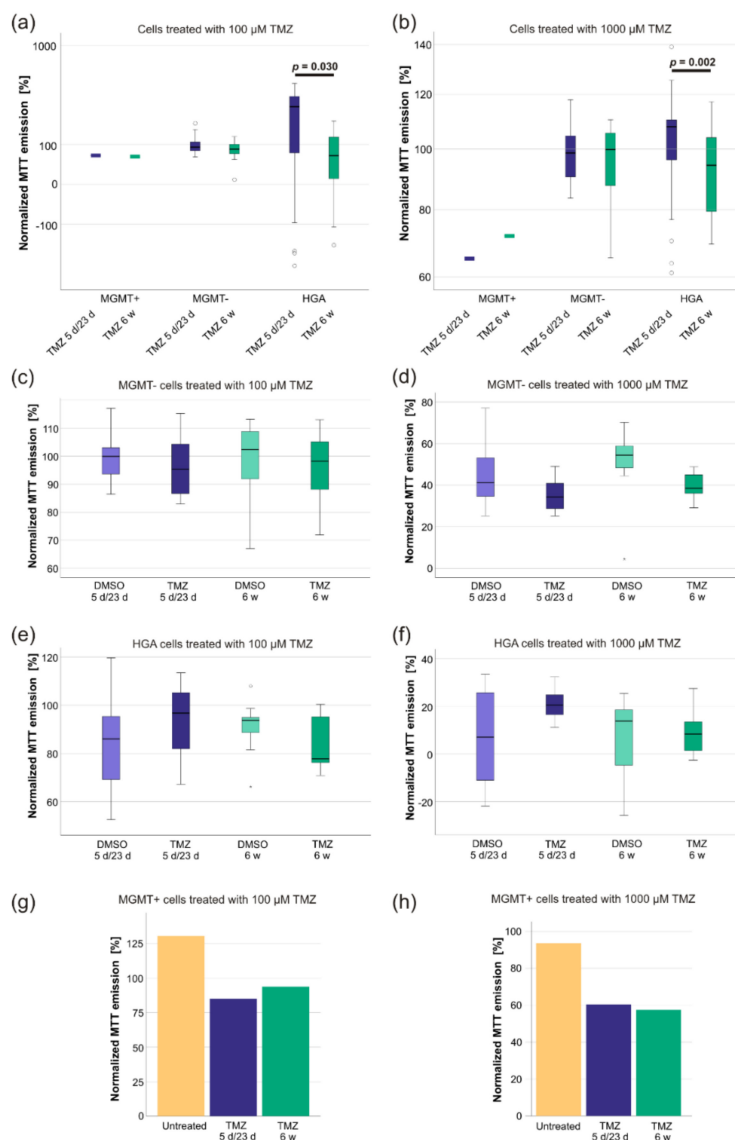 (a)
Cells treated with 100 µM TMZ
Normalized MTT emission [%]
1000
100
0
-100
p = 0.030
MGMT+
MGMT-
HGA
TMZ 5 d/23 d
TMZ 6 w
TMZ 5 d/23 d
TMZ 6 w
TMZ 5 d/23 d
TMZ 6 w
(b)
Cells treated with 1000 µM TMZ
Normalized MTT emission [%]
140
120
100
80
60
p = 0.002
MGMT+
MGMT-
HGA
TMZ 5 d/23 d
TMZ 6 w
TMZ 5 d/23 d
TMZ 6 w
TMZ 5 d/23 d
TMZ 6 w
(c)
MGMT- cells treated with 100 µM TMZ
Normalized MTT emission [%]
110
100
90
80
70
60
DMSO
5 d/23 d
TMZ
5 d/23 d
DMSO
6 w
TMZ
6 w
(d)
MGMT- cells treated with 1000 µM TMZ
Normalized MTT emission [%]
80
60
40
20
0
DMSO
5 d/23 d
TMZ
5 d/23 d
DMSO
6 w
TMZ
6 w
(e)
HGA cells treated with 100 µM TMZ
Normalized MTT emission [%]
120
100
80
60
DMSO
5 d/23 d
TMZ
5 d/23 d
DMSO
6 w
TMZ
6 w
(f)
HGA cells treated with 1000 µM TMZ
Normalized MTT emission [%]
40
20
0
-20
DMSO
5 d/23 d
TMZ
5 d/23 d
DMSO
6 w
TMZ
6 w
(g)
MGMT+ cells treated with 100 µM TMZ
Normalized MTT emission [%]
125
100
75
50
25
0
Untreated
TMZ
5 d/23 d
TMZ
6 w
(h)
MGMT+ cells treated with 1000 µM TMZ
Normalized MTT emission [%]
100
80
60
40
20
0
Untreated
TMZ
5 d/23 d
TMZ
6 w